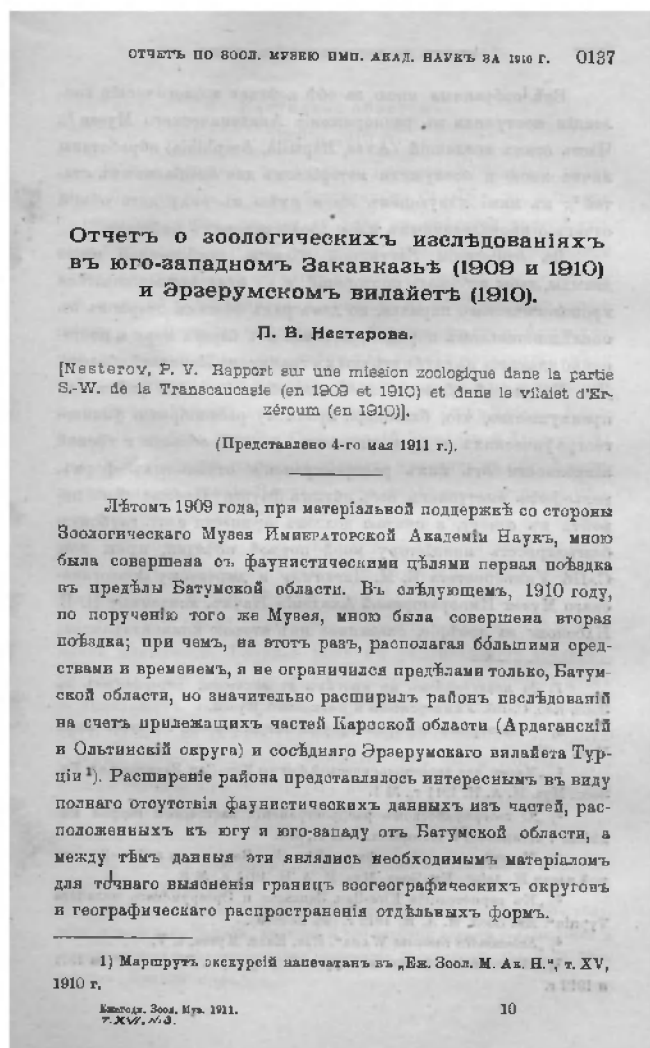 ОТЧЕТЪ ПО ЗООЛ. МУЗЕЮ ИМП. АКАД. НАУКЪ ЗА 1910 Г. 0137
Отчетъ о зоологическихъ изслѣдованіяхъ
въ юго-западномъ Закавказьѣ (1909 и 1910)
и Эрзерумскомъ вилайетѣ (1910).
П. В. Нестерова.
[Nesterov, P. V. Rapport sur une mission zoologique dans la partie
S.-W. de la Transcaucasie (en 1909 et 1910) et dans le vilaiet d'Er-
zéroum (en 1910)].
(Представлено 4-го мая 1911 г.).
Лѣтомъ 1909 года, при матеріальной поддержкѣ со стороны
Зоологическаго Музея Императорской Академіи Наукъ, мною
была совершена съ фаунистическими цѣлями первая поѣздка
въ предѣлы Батумской области. Въ слѣдующемъ, 1910 году,
по порученію того же Музея, мною была совершена вторая
поѣздка; при чемъ, на этотъ разъ, располагая бо́льшими сред-
ствами и временемъ, я не ограничился предѣлами только, Батум-
ской области, но значительно расширилъ районъ изслѣдованій
на счетъ прилежащихъ частей Карсской области (Ардаганскій
и Ольтинскій округа) и сосѣдняго Эрзерумскаго вилайета Тур-
ціи ¹). Расширеніе района представлялось интереснымъ въ виду
полнаго отсутствія фаунистическихъ данныхъ изъ частей, рас-
положенныхъ къ югу и юго-западу отъ Батумской области, а
между тѣмъ данныя эти являлись необходимымъ матеріаломъ
для точнаго выясненія границъ зоогеографическихъ округовъ
и географическаго распространенія отдѣльныхъ формъ.
1) Маршрутъ экскурсій напечатанъ въ „Еж. Зоол. М. Ак. Н.", т. XV,
1910 г.
Ежегодн. Зоол. Муз. 1911. 10
т. XVI, № 3.